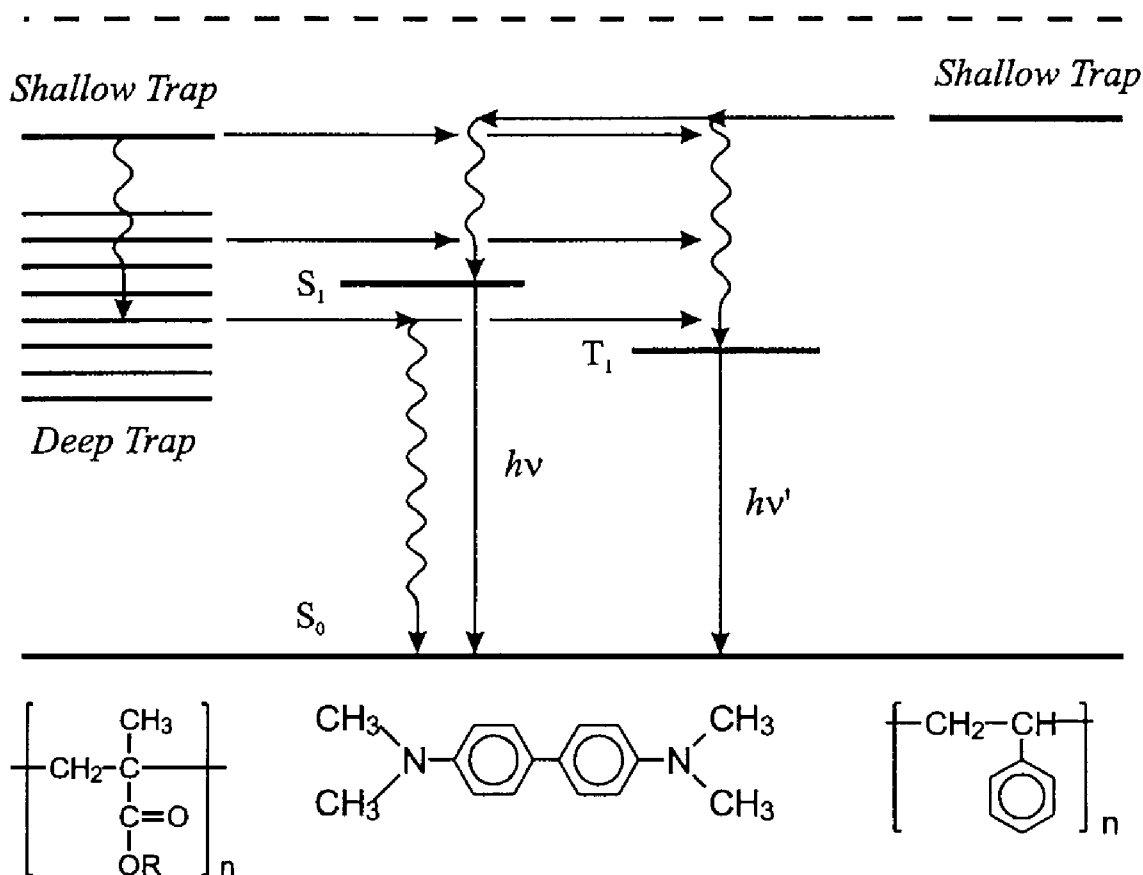 Shallow Trap
Shallow Trap
S₁
T₁
Deep Trap
hν
hν'
S₀
CH₃
CH₂ C
C=O
OR
n
CH₃
CH₃
N
N
CH₃
CH₃
CH₂ CH
n